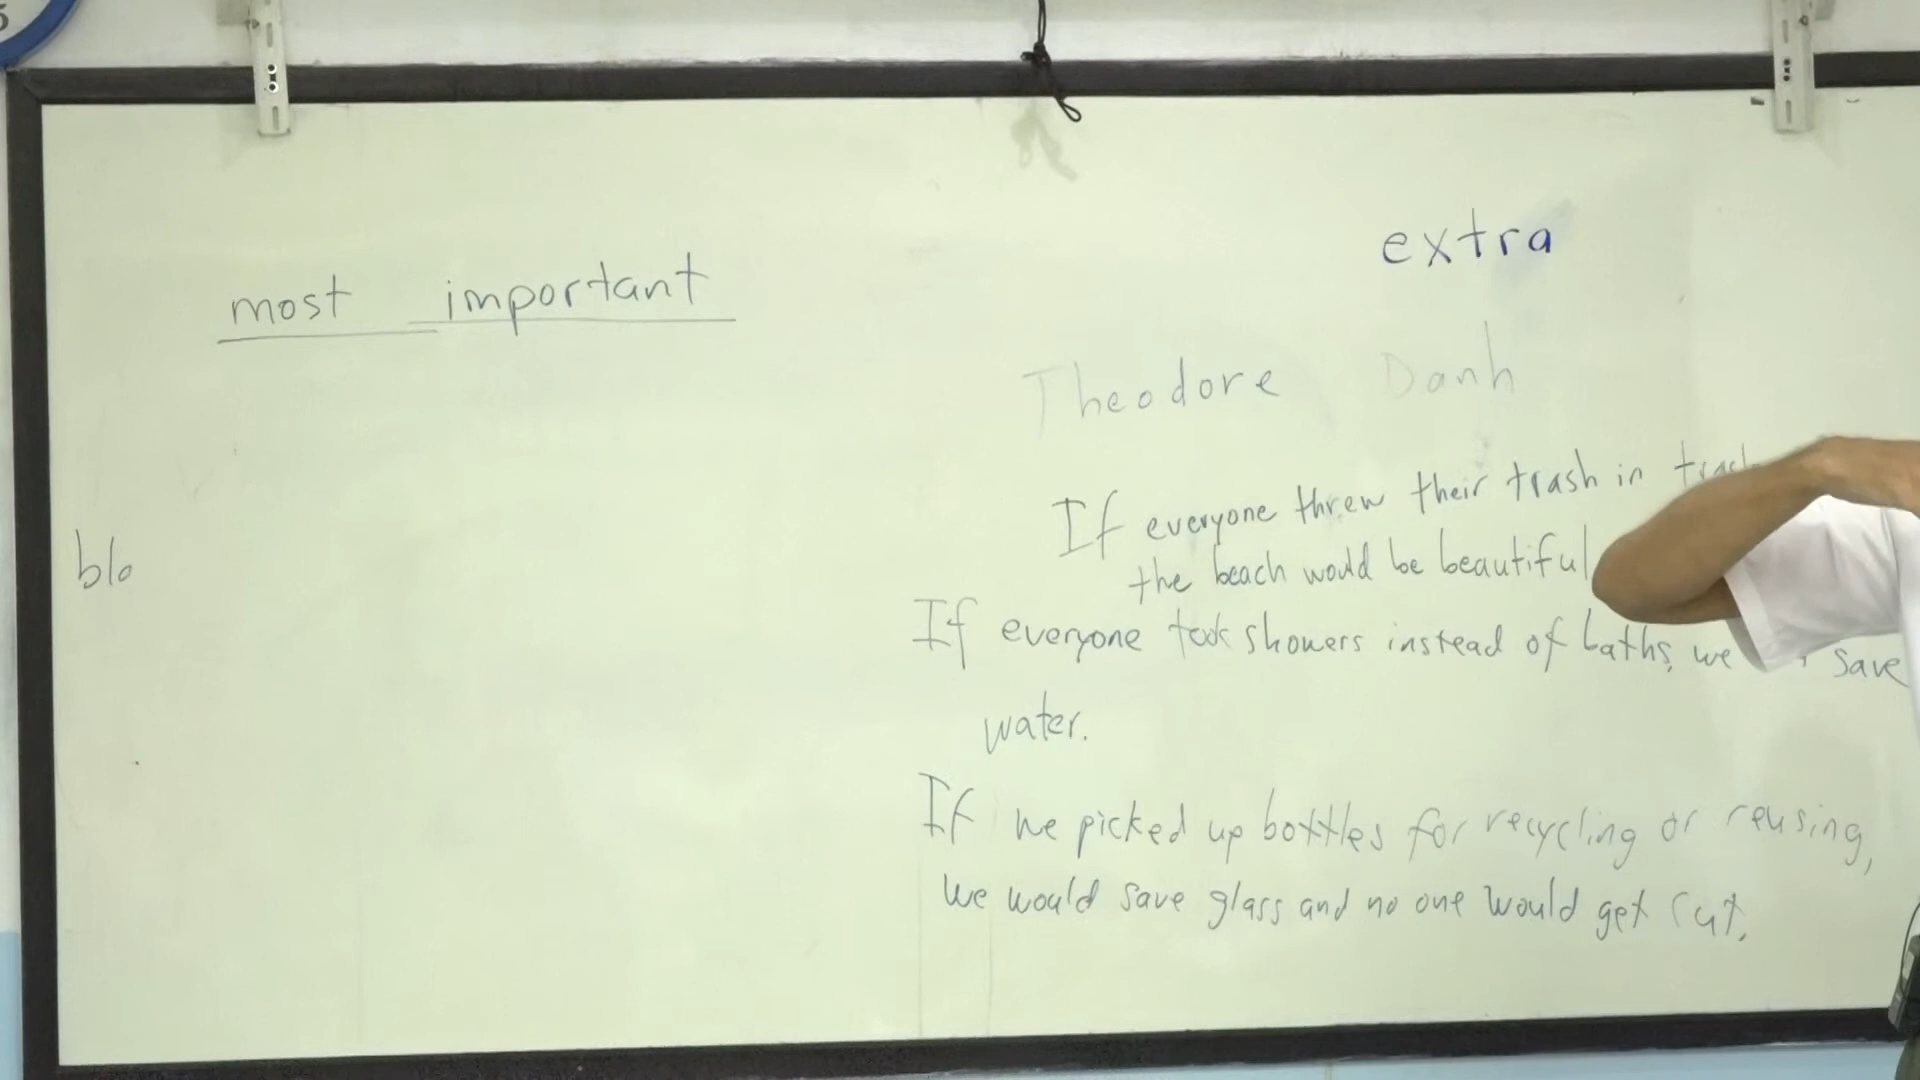 5
extra
most important
Theodore Danh
If everyone threw their trash in
the beach would be beautiful
blo
If everyone took showers instead of baths, we save
water.
If we picked up bottles for recycling or reusing,
we would save glass and no one would get cut.